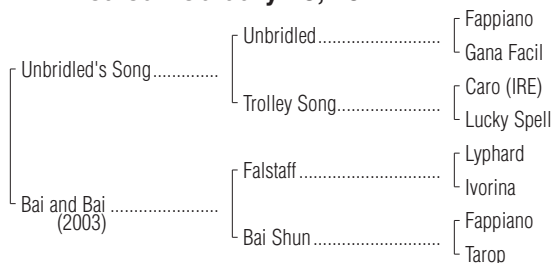 Fappiano
Unbridled
Gana Facil
Unbridled's Song
Caro (IRE)
Trolley Song
Lucky Spell
Lyphard
Falstaff
Ivorina
Bai and Bai
(2003)
Fappiano
Bai Shun
Tarop